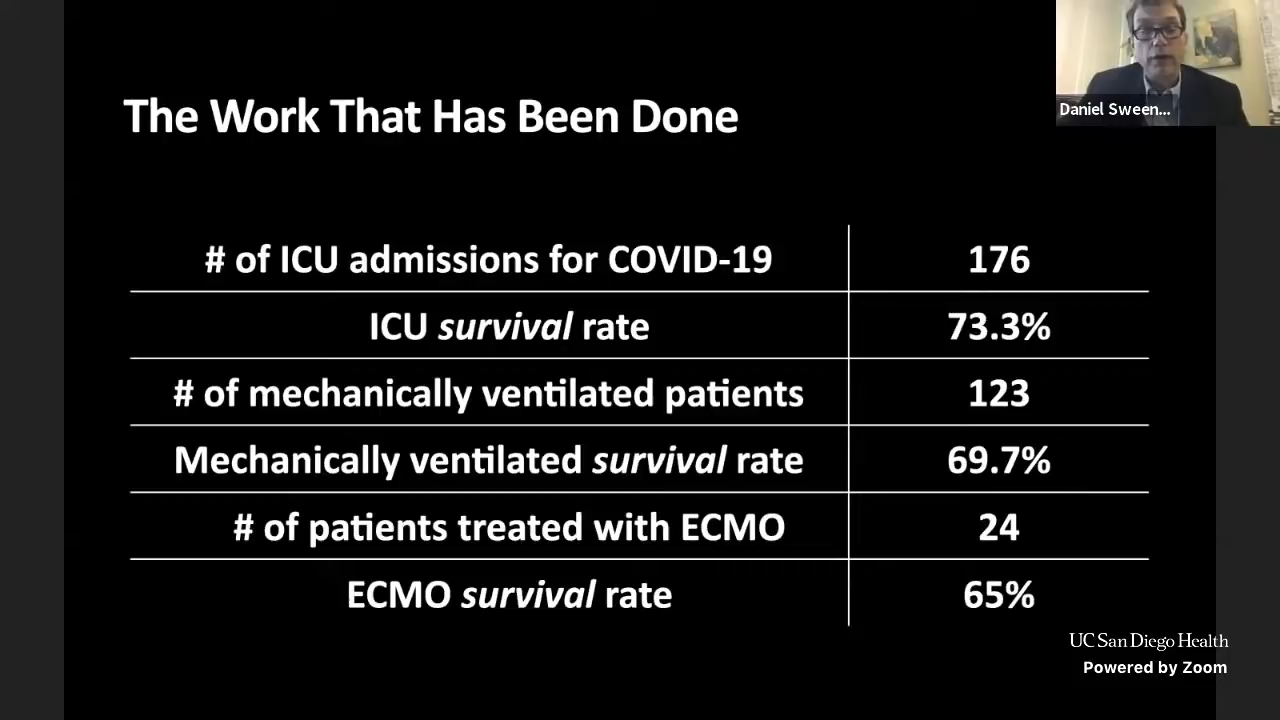 The Work That Has Been Done
Daniel Sween...
# of ICU admissions for COVID-19 176
ICU survival rate 73.3%
# of mechanically ventilated patients 123
Mechanically ventilated survival rate 69.7%
# of patients treated with ECMO 24
ECMO survival rate 65%
UC San Diego Health
Powered by Zoom